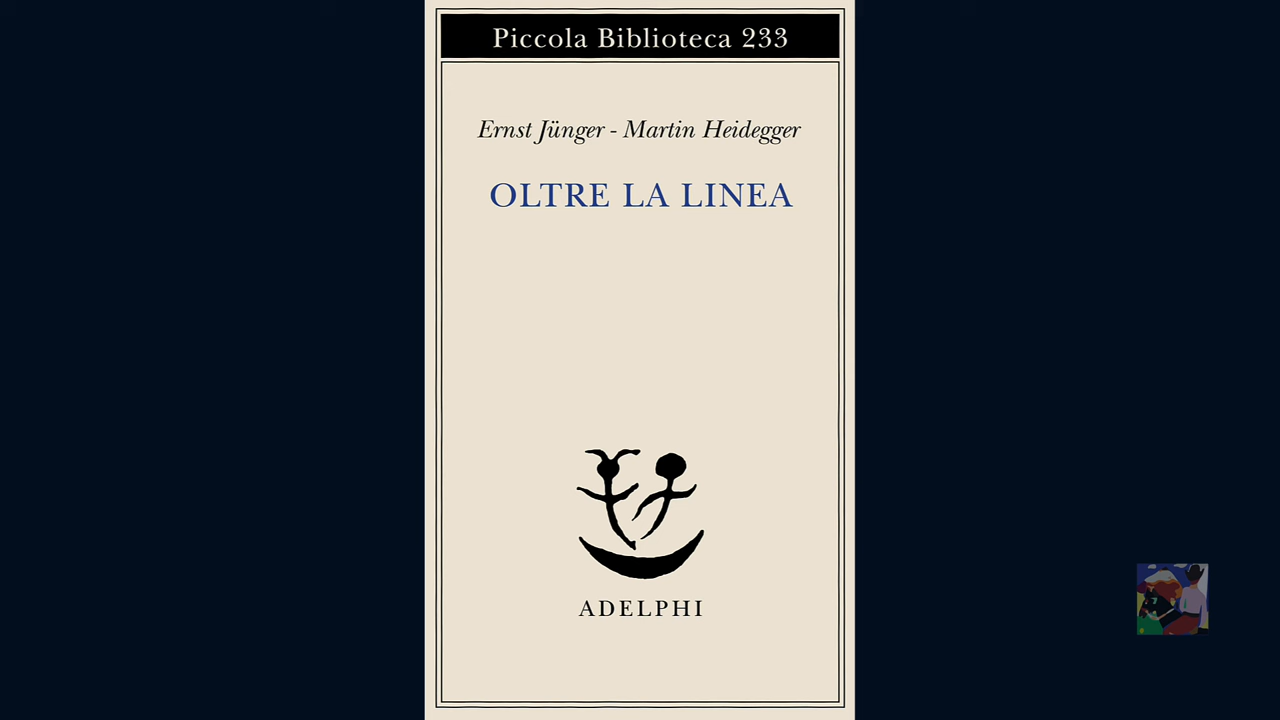 Piccola Biblioteca 233
Ernst Jünger - Martin Heidegger
OLTRE LA LINEA
ADELPHI